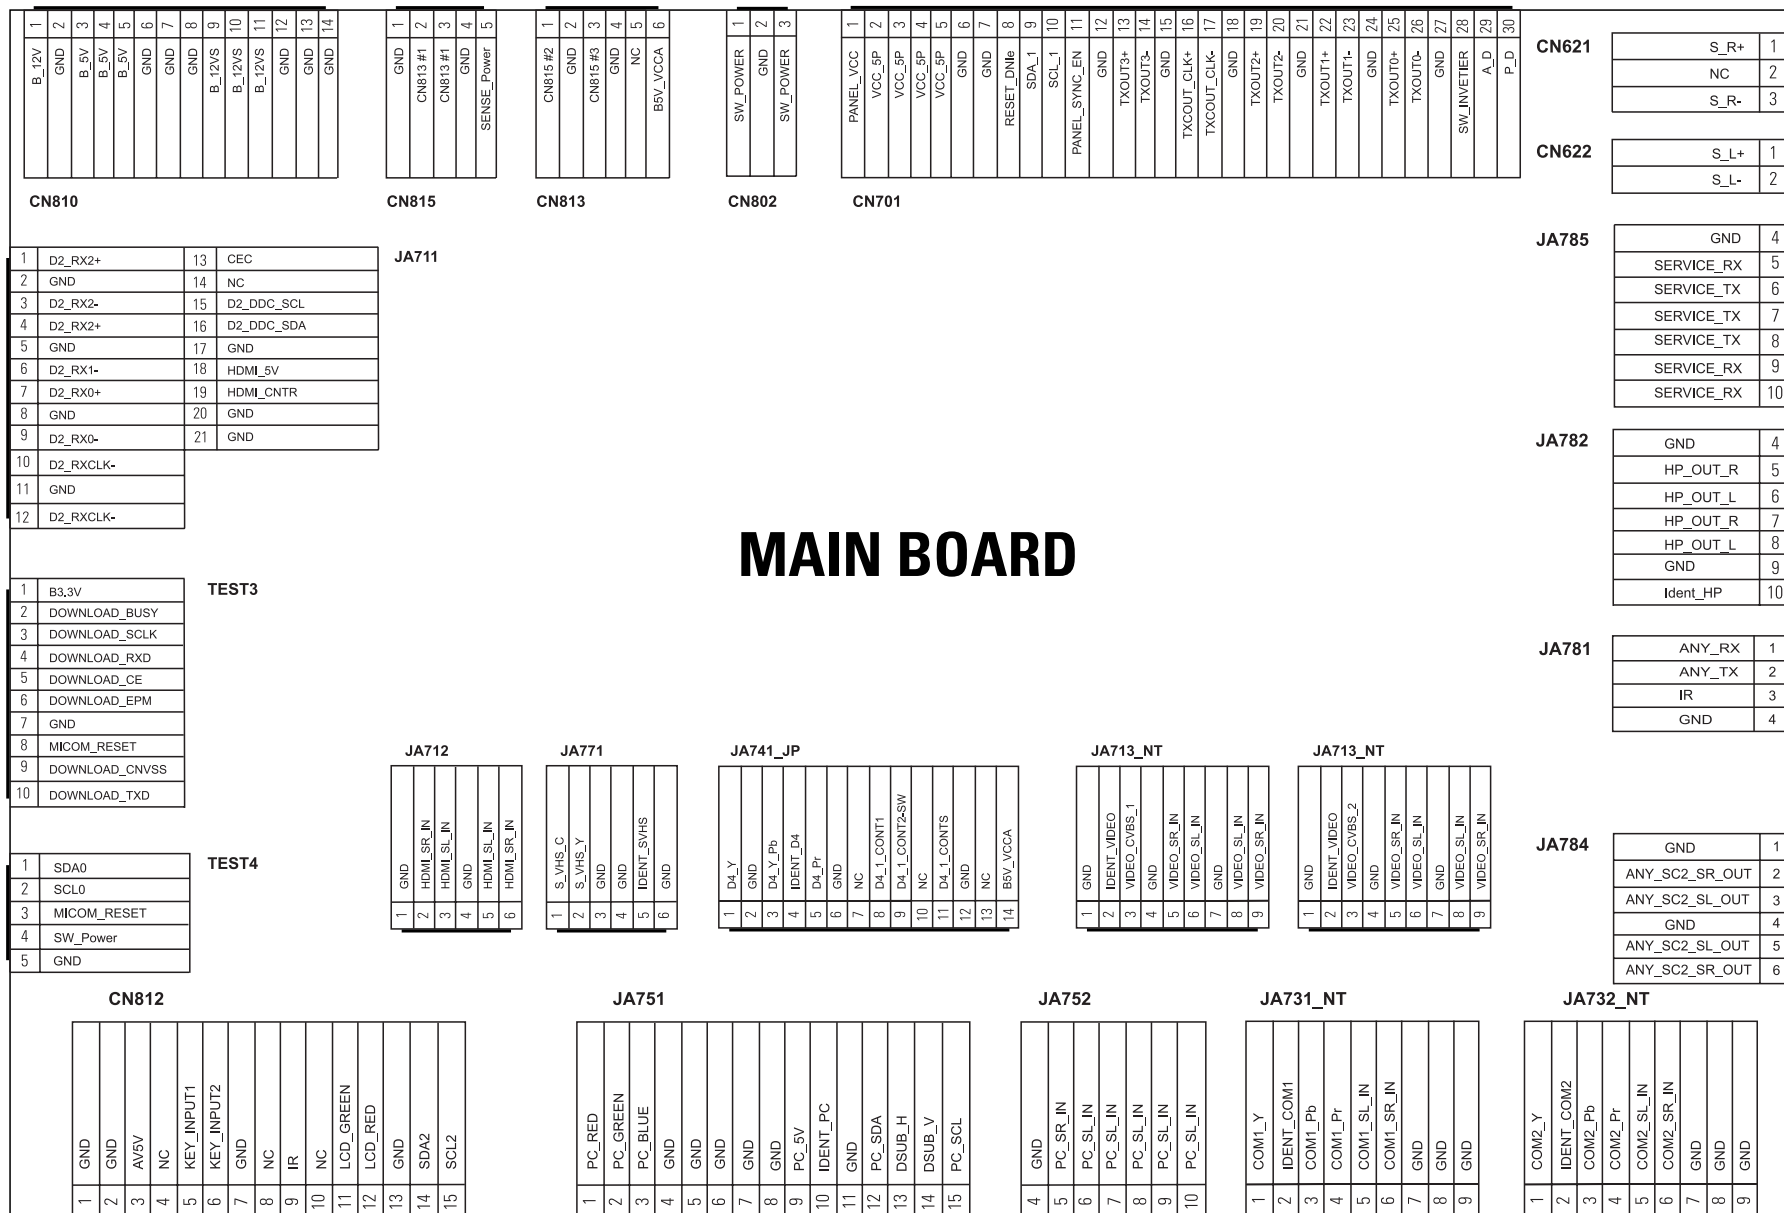 1 B_12V
2 GND
3 B_5V
4 B_5V
5 B_5V
6 GND
7 GND
8 GND
9 B_12VS
10 B_12VS
11 B_12VS
12 GND
13 GND
14 GND
CN810
1 GND
2 CN813 #1
3 CN813 #1
4 GND
5 SENSE_Power
CN815
1 CN815 #2
2 GND
3 CN815 #3
4 GND
5 NC
6 B5V_VCCA
CN813
1 SW_POWER
2 GND
3 SW_POWER
CN802
1 PANEL_VCC
2 VCC_5P
3 VCC_5P
4 VCC_5P
5 VCC_5P
6 GND
7 GND
8 RESET_DNIe
9 SDA_1
10 SCL_1
11 PANEL_SYNC_EN
12 GND
13 TXOUT3+
14 TXOUT3-
15 GND
16 TXCOUT_CLK+
17 TXCOUT_CLK-
18 GND
19 TXOUT2+
20 TXOUT2-
21 GND
22 TXOUT1+
23 TXOUT1-
24 GND
25 TXOUT0+
26 TXOUT0-
27 GND
28 SW_INVETIER
29 A_D
30 P_D
CN701
CN621
S_R+ 1
NC 2
S_R- 3
CN622
S_L+ 1
S_L- 2
JA711
1 D2_RX2+ 13 CEC
2 GND 14 NC
3 D2_RX2- 15 D2_DDC_SCL
4 D2_RX2+ 16 D2_DDC_SDA
5 GND 17 GND
6 D2_RX1- 18 HDMI_5V
7 D2_RX0+ 19 HDMI_CNTR
8 GND 20 GND
9 D2_RX0- 21 GND
10 D2_RXCLK-
11 GND
12 D2_RXCLK-
JA785
GND 4
SERVICE_RX 5
SERVICE_TX 6
SERVICE_TX 7
SERVICE_TX 8
SERVICE_RX 9
SERVICE_RX 10
JA782
GND 4
HP_OUT_R 5
HP_OUT_L 6
HP_OUT_R 7
HP_OUT_L 8
GND 9
Ident_HP 10
MAIN BOARD
TEST3
1 B3.3V
2 DOWNLOAD_BUSY
3 DOWNLOAD_SCLK
4 DOWNLOAD_RXD
5 DOWNLOAD_CE
6 DOWNLOAD_EPM
7 GND
8 MICOM_RESET
9 DOWNLOAD_CNVSS
10 DOWNLOAD_TXD
JA781
ANY_RX 1
ANY_TX 2
IR 3
GND 4
JA712
1 GND
2 HDMI_SR_IN
3 HDMI_SL_IN
4 GND
5 HDMI_SL_IN
6 HDMI_SR_IN
JA771
1 S_VHS_C
2 S_VHS_Y
3 GND
4 GND
5 IDENT_SVHS
6 GND
JA741_JP
1 D4_Y
2 GND
3 D4_Y_Pb
4 IDENT_D4
5 D4_Pr
6 GND
7 NC
8 D4_1_CONT1
9 D4_1_CONT2-SW
10 NC
11 D4_1_CONTS
12 GND
13 NC
14 B5V_VCCA
JA713_NT
1 GND
2 IDENT_VIDEO
3 VIDEO_CVBS_1
4 GND
5 VIDEO_SR_IN
6 VIDEO_SL_IN
7 GND
8 VIDEO_SL_IN
9 VIDEO_SR_IN
JA713_NT
1 GND
2 IDENT_VIDEO
3 VIDEO_CVBS_2
4 GND
5 VIDEO_SR_IN
6 VIDEO_SL_IN
7 GND
8 VIDEO_SL_IN
9 VIDEO_SR_IN
TEST4
1 SDA0
2 SCL0
3 MICOM_RESET
4 SW_Power
5 GND
JA784
GND 1
ANY_SC2_SR_OUT 2
ANY_SC2_SL_OUT 3
GND 4
ANY_SC2_SL_OUT 5
ANY_SC2_SR_OUT 6
CN812
1 GND
2 GND
3 AV5V
4 NC
5 KEY_INPUT1
6 KEY_INPUT2
7 GND
8 NC
9 IR
10 NC
11 LCD_GREEN
12 LCD_RED
13 GND
14 SDA2
15 SCL2
JA751
1 PC_RED
2 PC_GREEN
3 PC_BLUE
4 GND
5 GND
6 GND
7 GND
8 GND
9 PC_5V
10 IDENT_PC
11 GND
12 PC_SDA
13 DSUB_H
14 DSUB_V
15 PC_SCL
JA752
4 GND
5 PC_SR_IN
6 PC_SL_IN
7 PC_SL_IN
8 PC_SL_IN
9 PC_SL_IN
10 PC_SL_IN
JA731_NT
1 COM1_Y
2 IDENT_COM1
3 COM1_Pb
4 COM1_Pr
5 COM1_SL_IN
6 COM1_SR_IN
7 GND
8 GND
9 GND
JA732_NT
1 COM2_Y
2 IDENT_COM2
3 COM2_Pb
4 COM2_Pr
5 COM2_SL_IN
6 COM2_SR_IN
7 GND
8 GND
9 GND